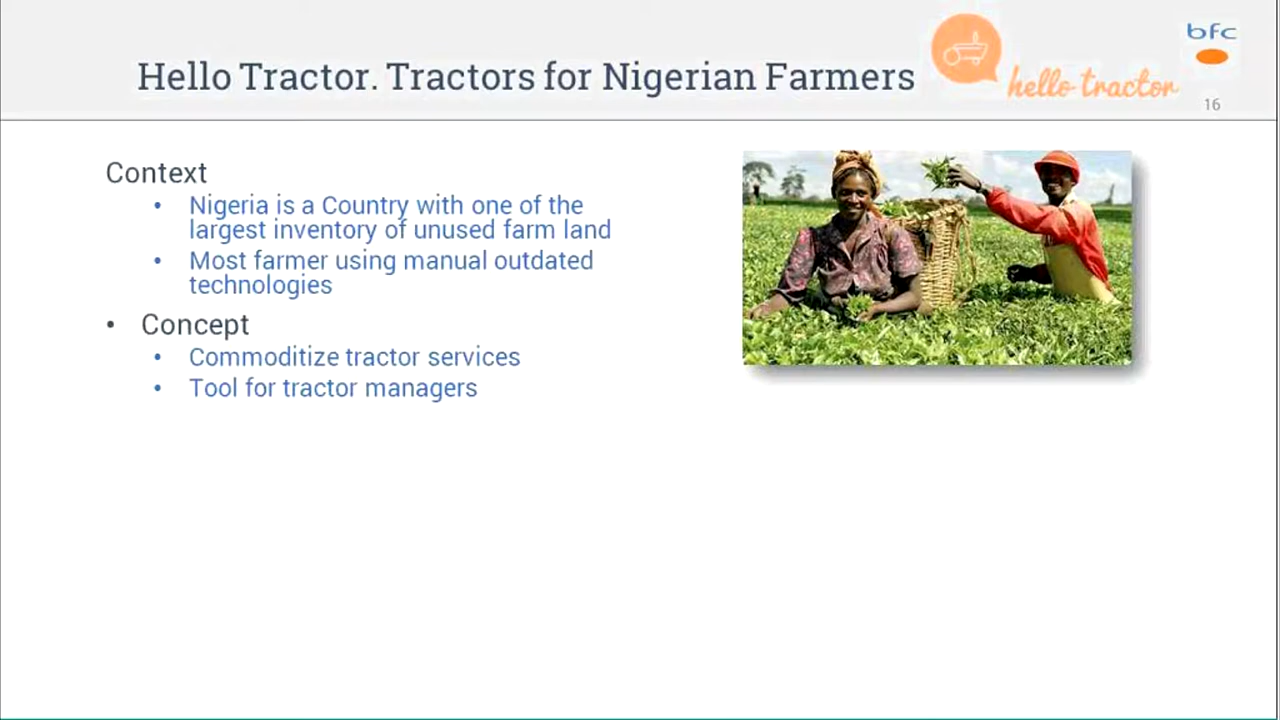 Hello Tractor. Tractors for Nigerian Farmers
hello tractor
bfc
16
Context
• Nigeria is a Country with one of the
largest inventory of unused farm land
• Most farmer using manual outdated
technologies
• Concept
• Commoditize tractor services
• Tool for tractor managers